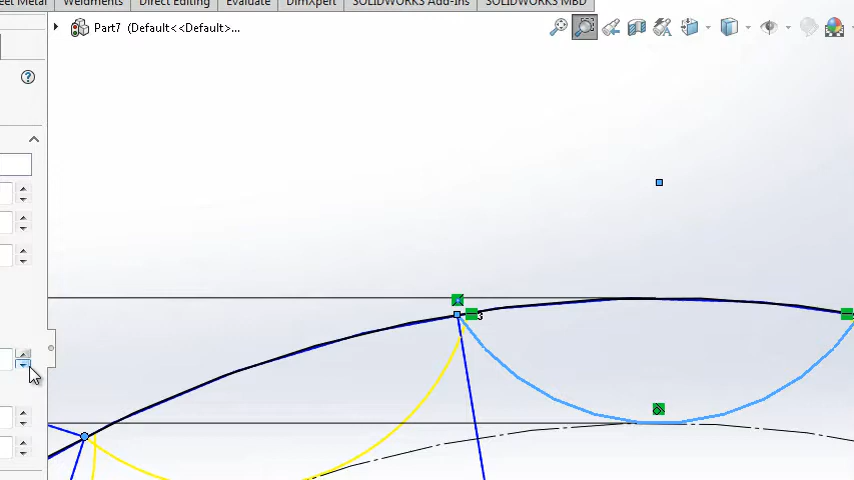 eet Metal Weldments Direct Editing Evaluate DimXpert SOLIDWORKS Add-Ins SOLIDWORKS MBD
Part7 (Default<<Default>...
3